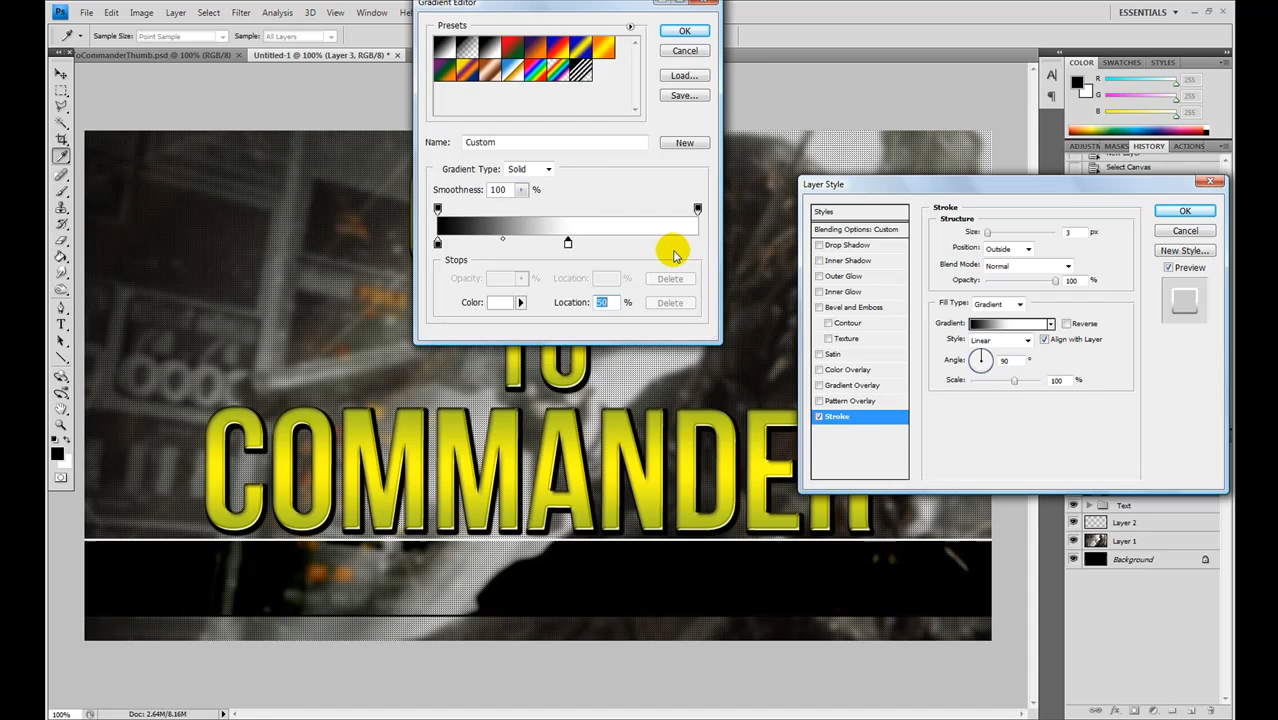 Ps File Edit Image Layer Select Filter Analysis 3D View Window
ESSENTIALS
Gradient Editor
Sample Size: Point Sample Sample: All Layers
oCommanderThumb.psd @ 100% (RGB/8) Untitled-1 @ 100% (Layer 3, RGB/8) *
Presets
OK
Cancel
Load...
Save...
Name: Custom
New
Gradient Type: Solid
Smoothness: 100 %
Stops
Opacity: % Location: % Delete
Color: Location: 50 % Delete
COLOR SWATCHES STYLES
R 255
G 255
B 255
ADJUSTM MASKS HISTORY ACTIONS
Select Canvas
Layer Style
Styles
Blending Options: Custom
Drop Shadow
Inner Shadow
Outer Glow
Inner Glow
Bevel and Emboss
Contour
Texture
Satin
Color Overlay
Gradient Overlay
Pattern Overlay
Stroke
Stroke
Structure
Size: 3 px
Position: Outside
Blend Mode: Normal
Opacity: 100 %
Fill Type: Gradient
Gradient: Reverse
Style: Linear Align with Layer
Angle: 90 °
Scale: 100 %
OK
Cancel
New Style...
Preview
TO
COMMANDER
Text
Layer 2
Layer 1
Background
100% Doc: 2.64M/8.16M